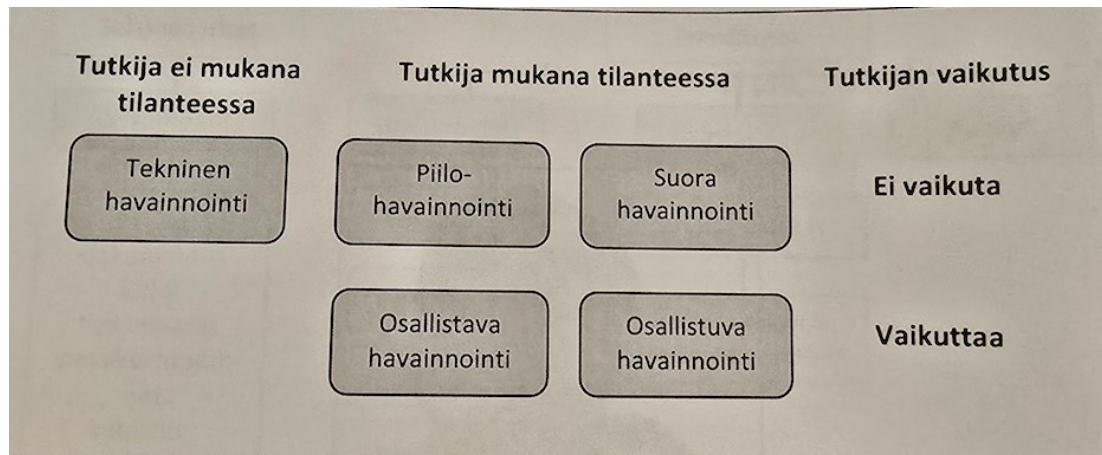 Tutkija ei mukana
tilanteessa
Tutkija mukana tilanteessa
Tutkijan vaikutus
Tekninen
havainnointi
Piilo-
havainnointi
Suora
havainnointi
Ei vaikuta
Osallistava
havainnointi
Osallistuva
havainnointi
Vaikuttaa